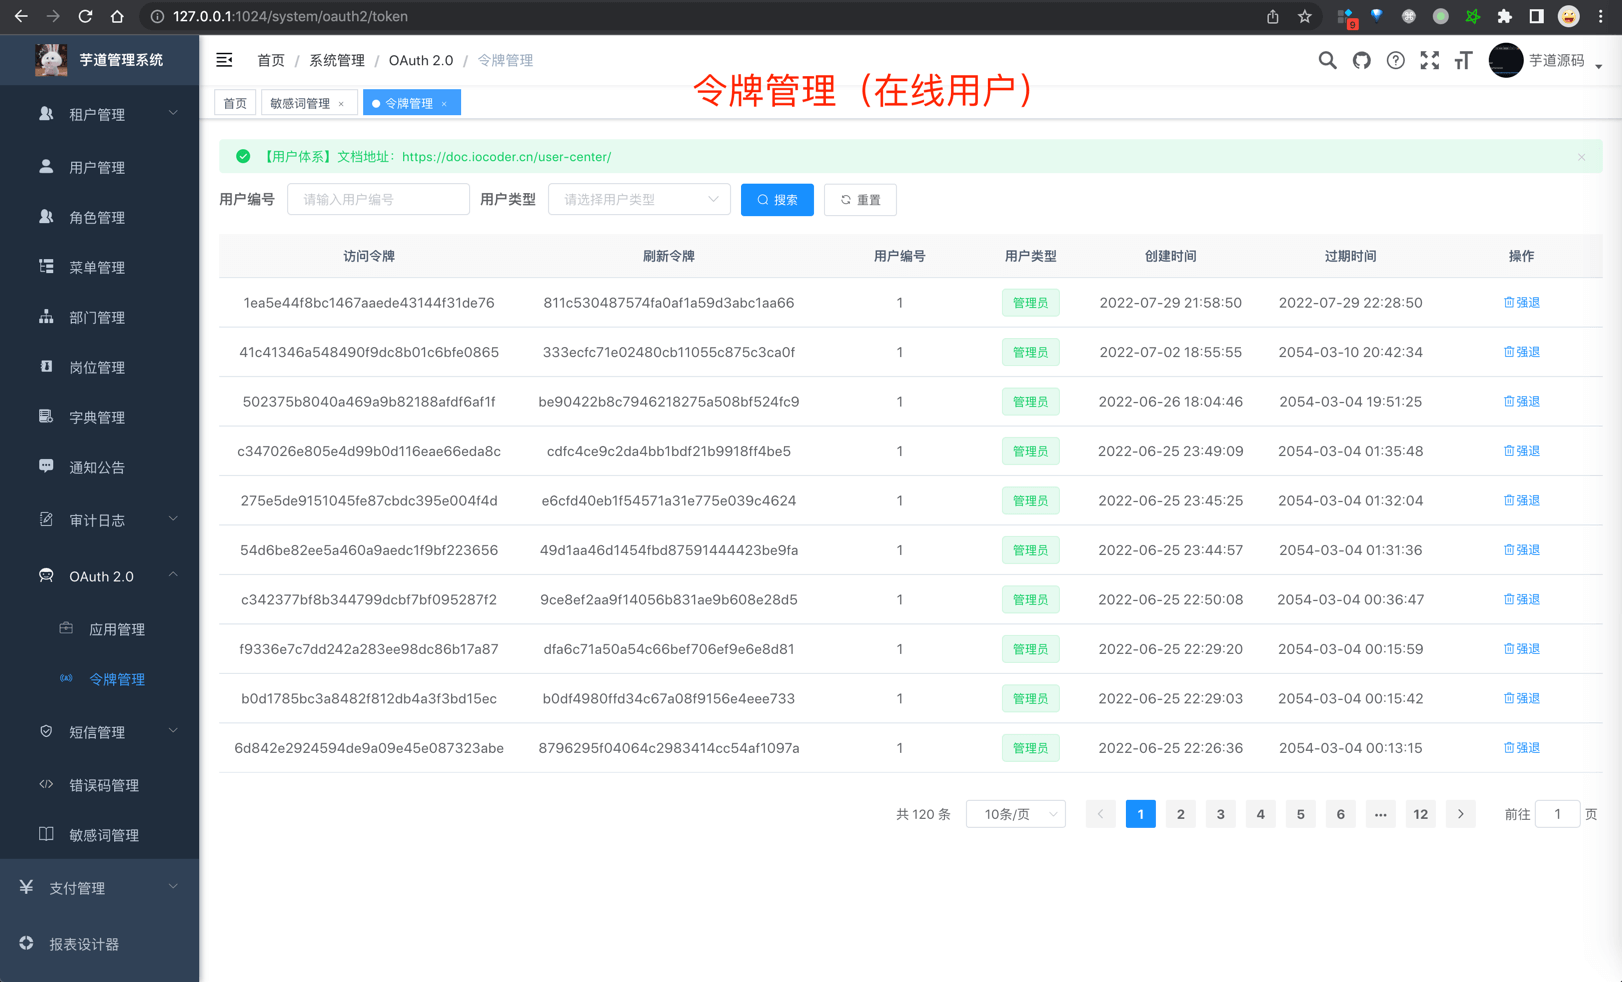 127.0.0.1:1024/system/oauth2/token
9
芋道管理系统
首页 / 系统管理 / OAuth 2.0 / 令牌管理
芋道源码
令牌管理（在线用户）
首页
敏感词管理 ×
令牌管理 ×
租户管理
用户管理
角色管理
菜单管理
部门管理
岗位管理
字典管理
通知公告
审计日志
OAuth 2.0
应用管理
令牌管理
短信管理
错误码管理
敏感词管理
支付管理
报表设计器
【用户体系】文档地址：https://doc.iocoder.cn/user-center/
用户编号 请输入用户编号 用户类型 请选择用户类型 搜索 重置
访问令牌 刷新令牌 用户编号 用户类型 创建时间 过期时间 操作
1ea5e44f8bc1467aaede43144f31de76 811c530487574fa0af1a59d3abc1aa66 1 管理员 2022-07-29 21:58:50 2022-07-29 22:28:50 强退
41c41346a548490f9dc8b01c6bfe0865 333ecfc71e02480cb11055c875c3ca0f 1 管理员 2022-07-02 18:55:55 2054-03-10 20:42:34 强退
502375b8040a469a9b82188afdf6af1f be90422b8c7946218275a508bf524fc9 1 管理员 2022-06-26 18:04:46 2054-03-04 19:51:25 强退
c347026e805e4d99b0d116eae66eda8c cdfc4ce9c2da4bb1bdf21b9918ff4be5 1 管理员 2022-06-25 23:49:09 2054-03-04 01:35:48 强退
275e5de9151045fe87cbdc395e004f4d e6cfd40eb1f54571a31e775e039c4624 1 管理员 2022-06-25 23:45:25 2054-03-04 01:32:04 强退
54d6be82ee5a460a9aedc1f9bf223656 49d1aa46d1454fbd87591444423be9fa 1 管理员 2022-06-25 23:44:57 2054-03-04 01:31:36 强退
c342377bf8b344799dcbf7bf095287f2 9ce8ef2aa9f14056b831ae9b608e28d5 1 管理员 2022-06-25 22:50:08 2054-03-04 00:36:47 强退
f9336e7c7dd242a283ee98dc86b17a87 dfa6c71a50a54c66bef706ef9e6e8d81 1 管理员 2022-06-25 22:29:20 2054-03-04 00:15:59 强退
b0d1785bc3a8482f812db4a3f3bd15ec b0df4980ffd34c67a08f9156e4eee733 1 管理员 2022-06-25 22:29:03 2054-03-04 00:15:42 强退
6d842e2924594de9a09e45e087323abe 8796295f04064c2983414cc54af1097a 1 管理员 2022-06-25 22:26:36 2054-03-04 00:13:15 强退
共 120 条 10条/页 1 2 3 4 5 6 ··· 12 前往 1 页